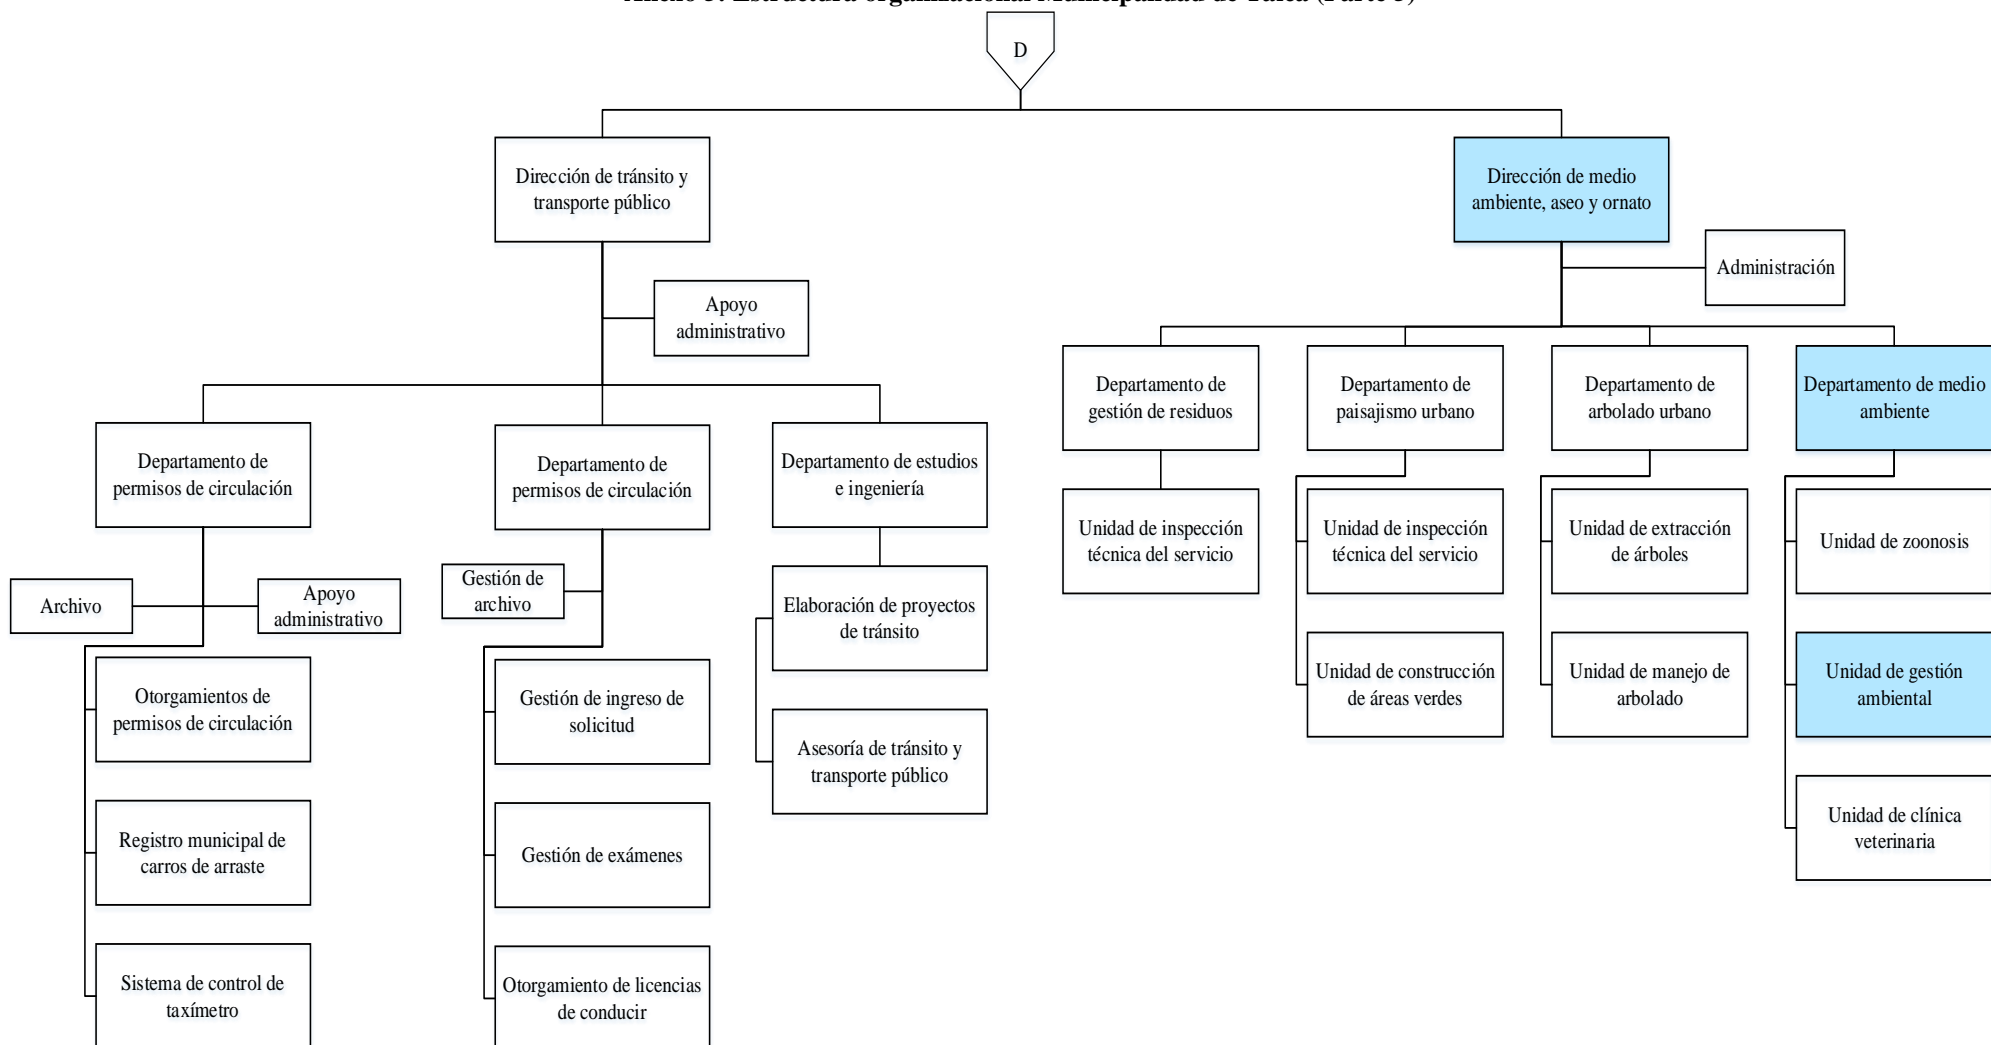 D
Dirección de tránsito y
transporte público
Dirección de medio
ambiente, aseo y ornato
Administración
Apoyo
administrativo
Departamento de
gestión de residuos
Departamento de
paisajismo urbano
Departamento de
arbolado urbano
Departamento de medio
ambiente
Departamento de
permisos de circulación
Departamento de
permisos de circulación
Departamento de estudios
e ingeniería
Unidad de inspección
técnica del servicio
Unidad de inspección
técnica del servicio
Unidad de extracción
de árboles
Unidad de zoonosis
Archivo
Apoyo
administrativo
Gestión de
archivo
Elaboración de proyectos
de tránsito
Unidad de construcción
de áreas verdes
Unidad de manejo de
arbolado
Unidad de gestión
ambiental
Otorgamientos de
permisos de circulación
Gestión de ingreso de
solicitud
Asesoría de tránsito y
transporte público
Unidad de clínica
veterinaria
Registro municipal de
carros de arraste
Gestión de exámenes
Sistema de control de
taxímetro
Otorgamiento de licencias
de conducir